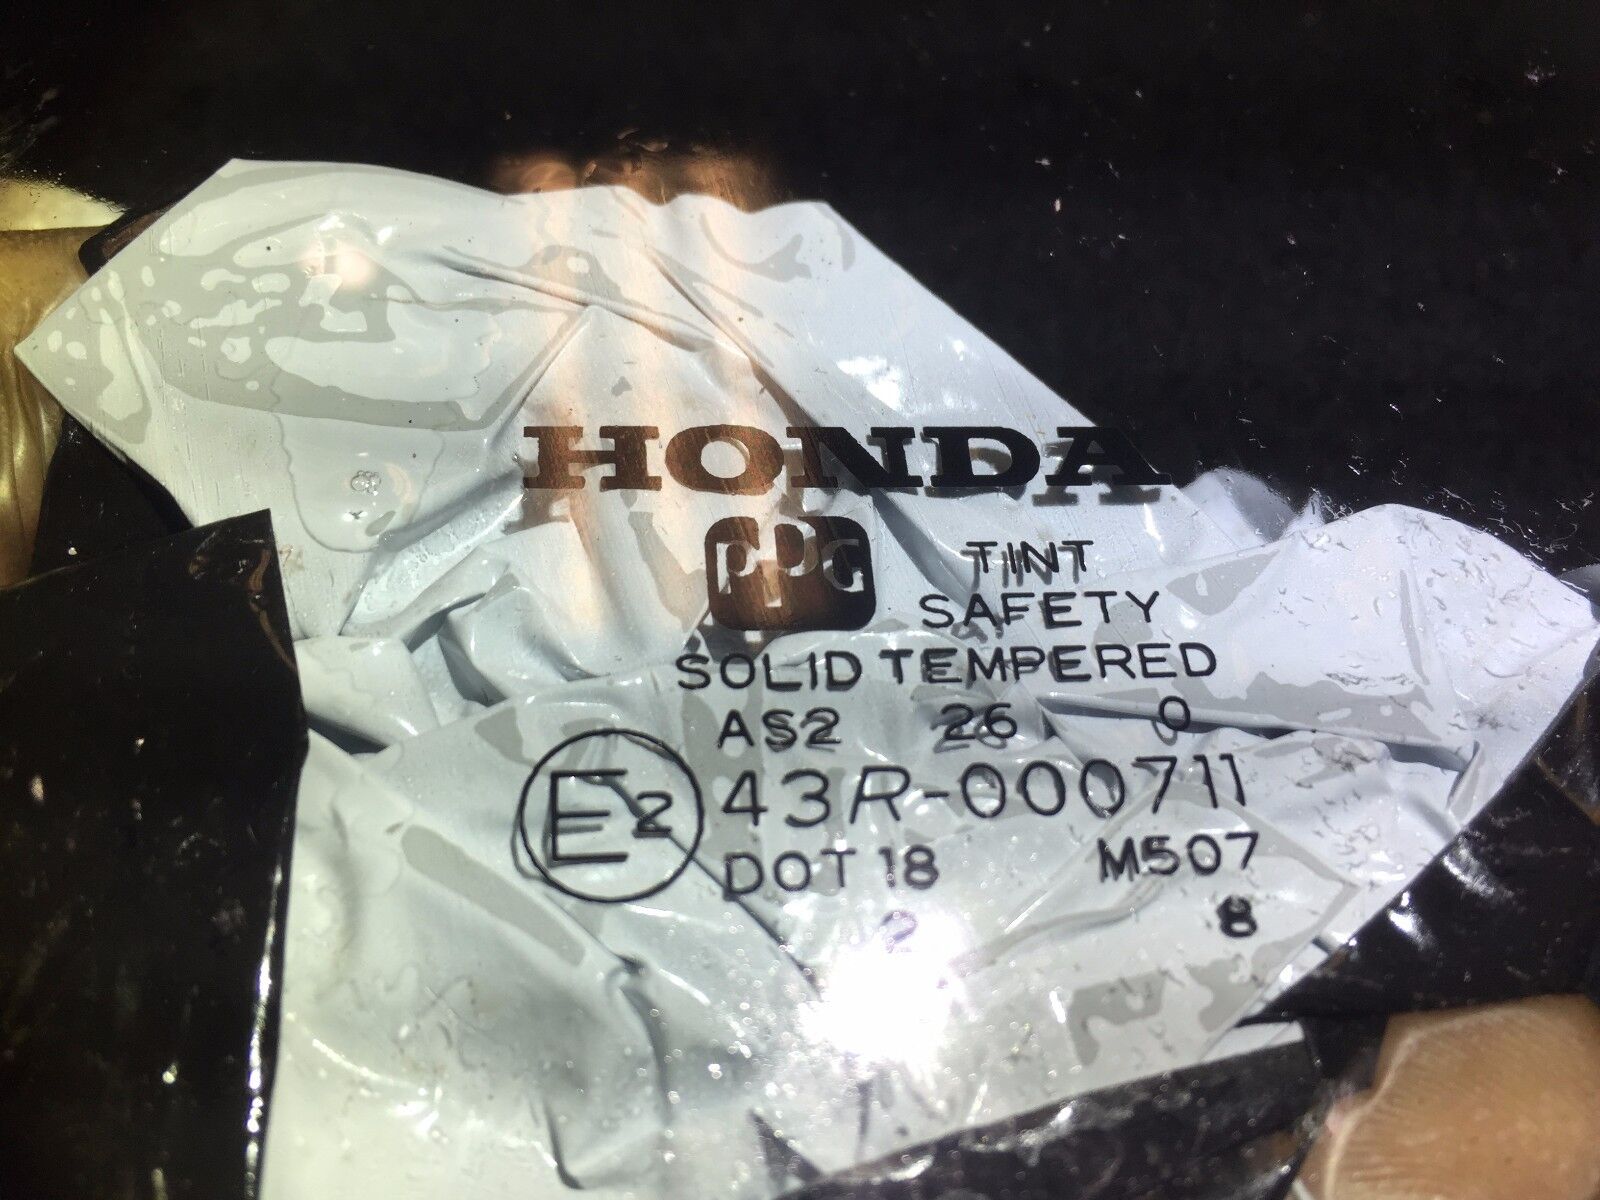 HONDA
PPG TINT
SAFETY
SOLID TEMPERED
AS2 26 0
E2 43R-000711
DOT 18 M507
2 8